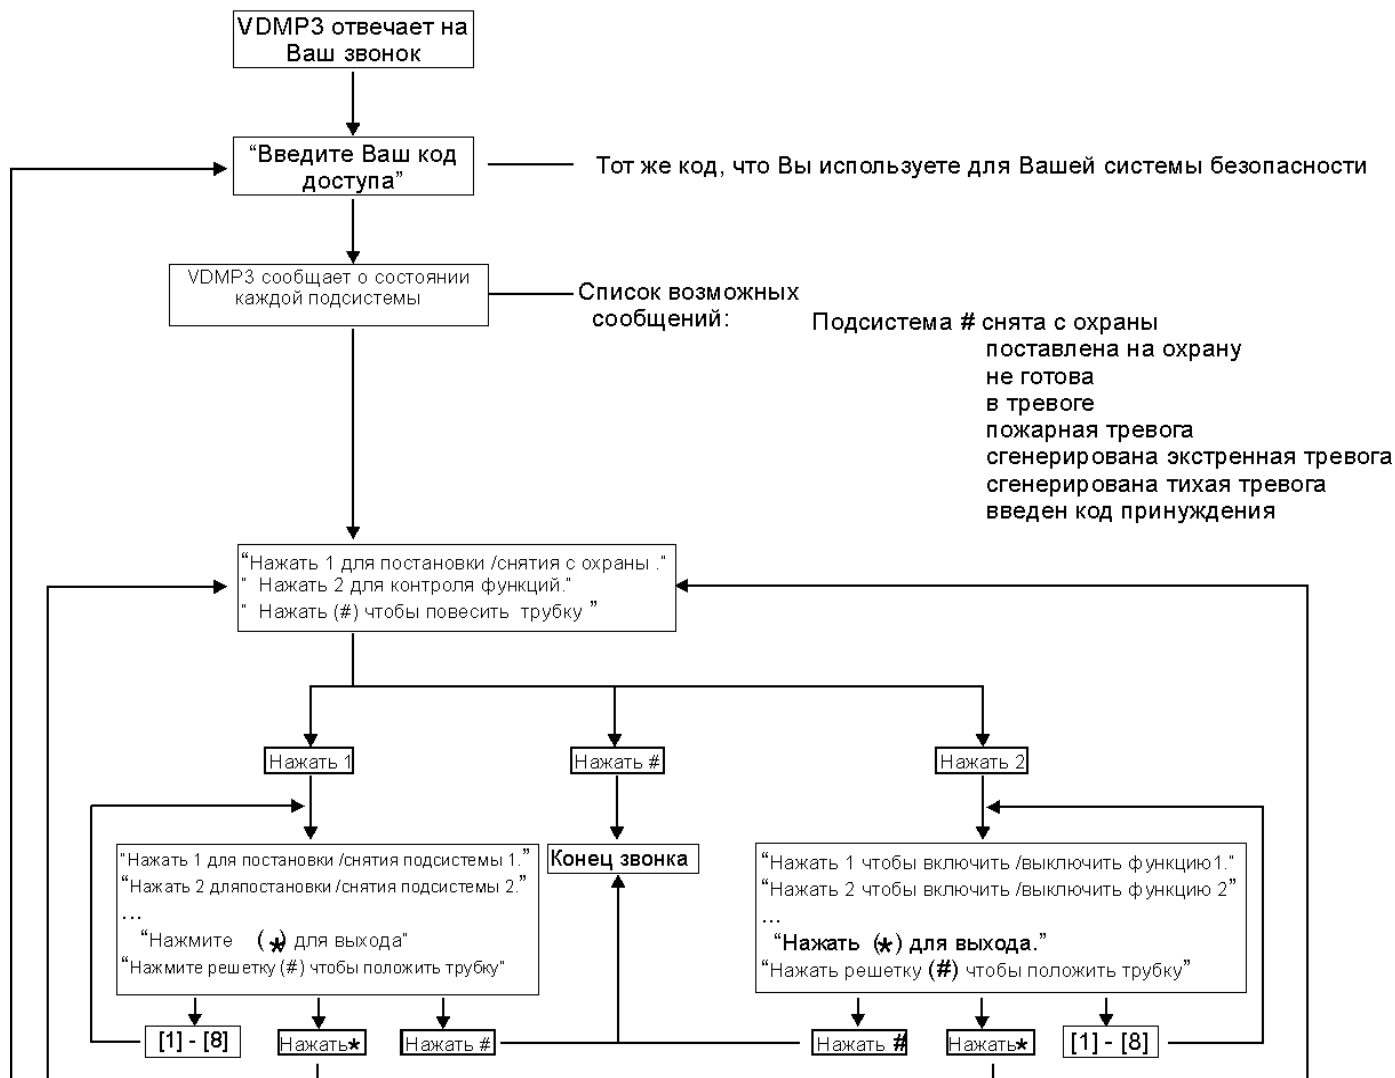 VDMP3 отвечает на
Ваш звонок
“Введите Ваш код
доступа”
Тот же код, что Вы используете для Вашей системы безопасности
VDMP3 сообщает о состоянии
каждой подсистемы
Список возможных
сообщений:
Подсистема # снята с охраны
поставлена на охрану
не готова
в тревоге
пожарная тревога
сгенерирована экстренная тревога
сгенерирована тихая тревога
введен код принуждения
“Нажать 1 для постановки /снятия с охраны ."
" Нажать 2 для контроля функций."
" Нажать (#) чтобы повесить трубку ”
Нажать 1
Нажать #
Нажать 2
"Нажать 1 для постановки /снятия подсистемы 1.”
“Нажать 2 дляпостановки /снятия подсистемы 2.”
...
“Нажмите (*) для выхода”
“Нажмите решетку (#) чтобы положить трубку”
Конец звонка
“Нажать 1 чтобы включить /выключить функцию1."
“Нажать 2 чтобы включить /выключить функцию 2”
...
“Нажать (*) для выхода.”
“Нажать решетку (#) чтобы положить трубку”
[1] - [8]
Нажать*
Нажать #
Нажать #
Нажать*
[1] - [8]